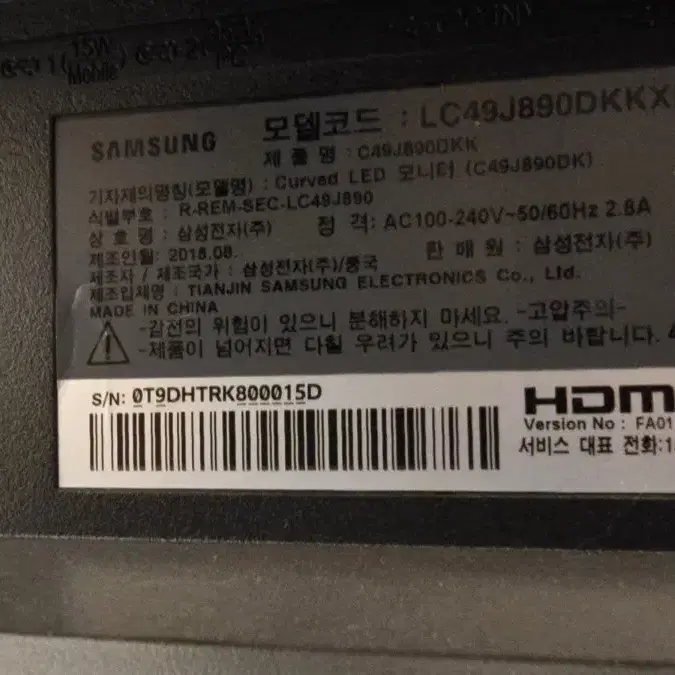 15W
Mobile
PC
SAMSUNG
모델코드 : LC49J890DKKX
제 품 명 : C49J890DKK
기자재의명칭(모델명) : Curved LED 모니터 (C49J890DK)
식별부호 : R-REM-SEC-LC49J890
상 호 명 : 삼성전자(주) 정 격: AC100-240V~50/60Hz 2.8A
제조연월: 2018.08. 판 매 원 : 삼성전자(주)
제조자 / 제조국가 : 삼성전자(주)/중국
제조업체명 : TIANJIN SAMSUNG ELECTRONICS Co., Ltd.
MADE IN CHINA
-감전의 위험이 있으니 분해하지 마세요. -고압주의-
-제품이 넘어지면 다칠 우려가 있으니 주의 바랍니다.
S/N: 0T9DHTRK800015D
HDM
Version No : FA01
서비스 대표 전화:1